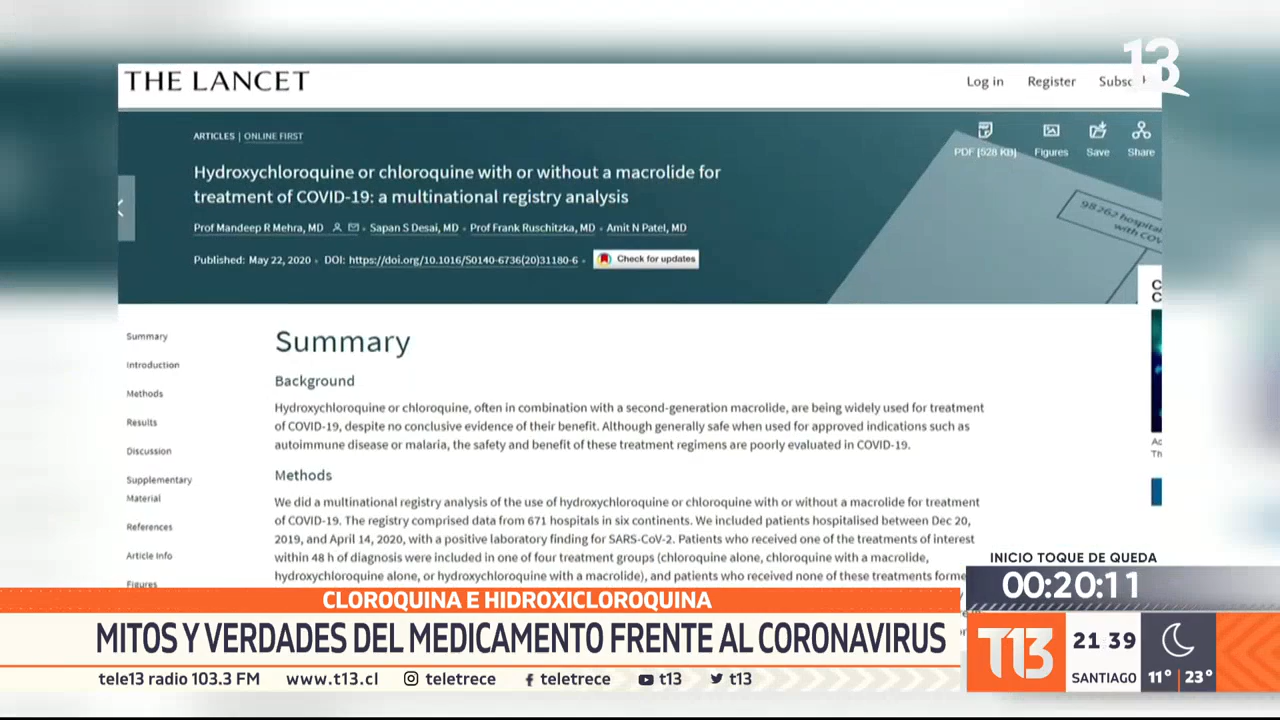 13
THE LANCET
Log in Register
ARTICLES | ONLINE FIRST
PDF [528 KB] Figures Save Share
Hydroxychloroquine or chloroquine with or without a macrolide for
treatment of COVID-19: a multinational registry analysis
Prof Mandeep R Mehra, MD • Sapan S Desai, MD • Prof Frank Ruschitzka, MD • Amit N Patel, MD
Published: May 22, 2020 • DOI: https://doi.org/10.1016/S0140-6736(20)31180-6 • Check for updates
98 262 hospital
with COV
Summary
Introduction
Methods
Results
Discussion
Supplementary
Material
References
Article Info
Figures
Summary
Background
Hydroxychloroquine or chloroquine, often in combination with a second-generation macrolide, are being widely used for treatment
of COVID-19, despite no conclusive evidence of their benefit. Although generally safe when used for approved indications such as
autoimmune disease or malaria, the safety and benefit of these treatment regimens are poorly evaluated in COVID-19.
Methods
We did a multinational registry analysis of the use of hydroxychloroquine or chloroquine with or without a macrolide for treatment
of COVID-19. The registry comprised data from 671 hospitals in six continents. We included patients hospitalised between Dec 20,
2019, and April 14, 2020, with a positive laboratory finding for SARS-CoV-2. Patients who received one of the treatments of interest
within 48 h of diagnosis were included in one of four treatment groups (chloroquine alone, chloroquine with a macrolide,
hydroxychloroquine alone, or hydroxychloroquine with a macrolide), and patients who received none of these treatments forme
INICIO TOQUE DE QUEDA
00:20:11
CLOROQUINA E HIDROXICLOROQUINA
MITOS Y VERDADES DEL MEDICAMENTO FRENTE AL CORONAVIRUS
tele13 radio 103.3 FM www.t13.cl teletrece teletrece t13 t13
T13
21 39
SANTIAGO
11° 23°